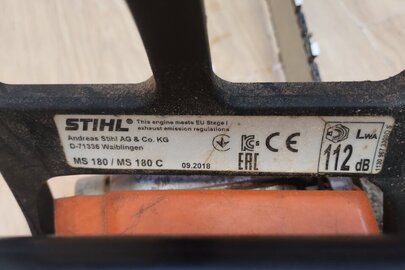 STIHL®
This engine meets EU Stage I
exhaust emission regulations
Andreas Stihl AG & Co. KG
D-71336 Waiblingen
MS 180 / MS 180 C
09.2018
EAC
CE
LWA
112 dB